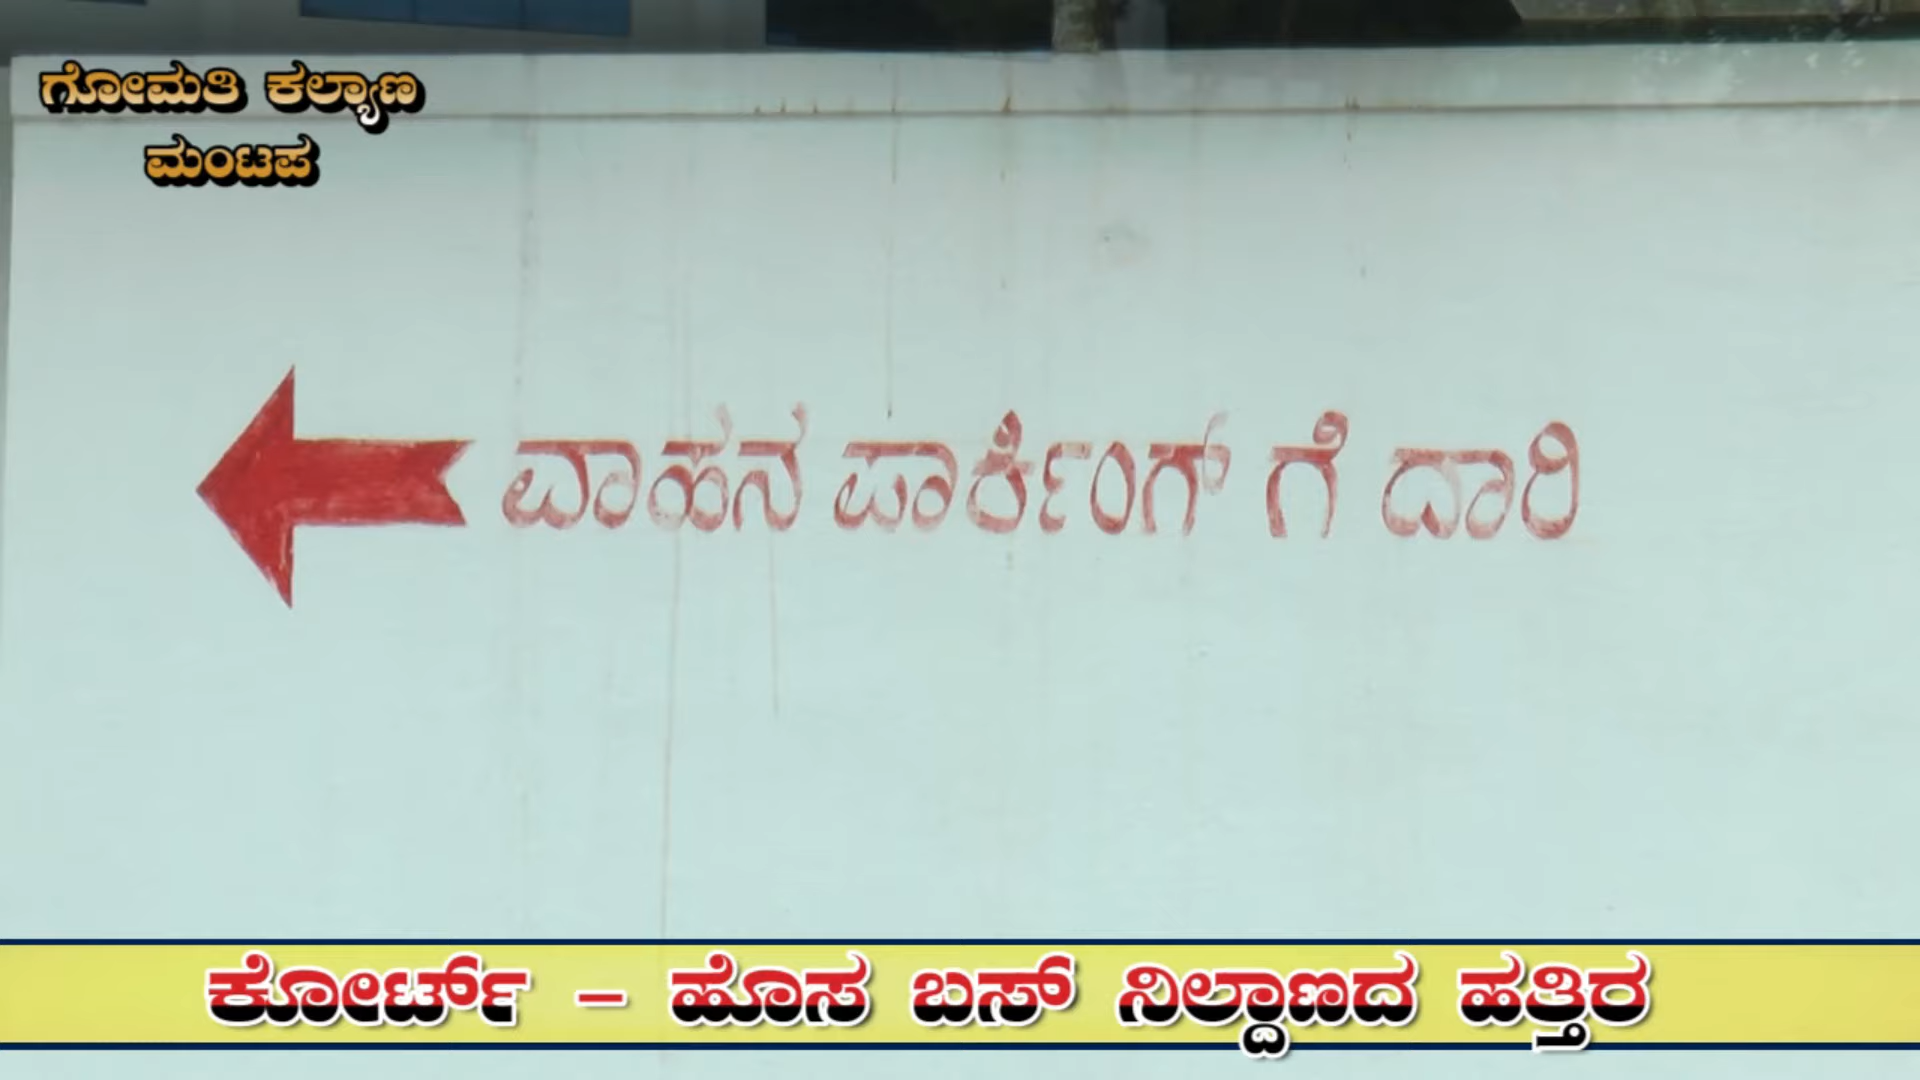 ಗೋಮತಿ ಕಲ್ಯಾಣ
ಮಂಟಪ
ವಾಹನ ಪಾರ್ಕಿಂಗ್ ಗೆ ದಾರಿ
ಕೋರ್ಟ್ – ಹೊಸ ಬಸ್ ನಿಲ್ದಾಣದ ಹತ್ತಿರ